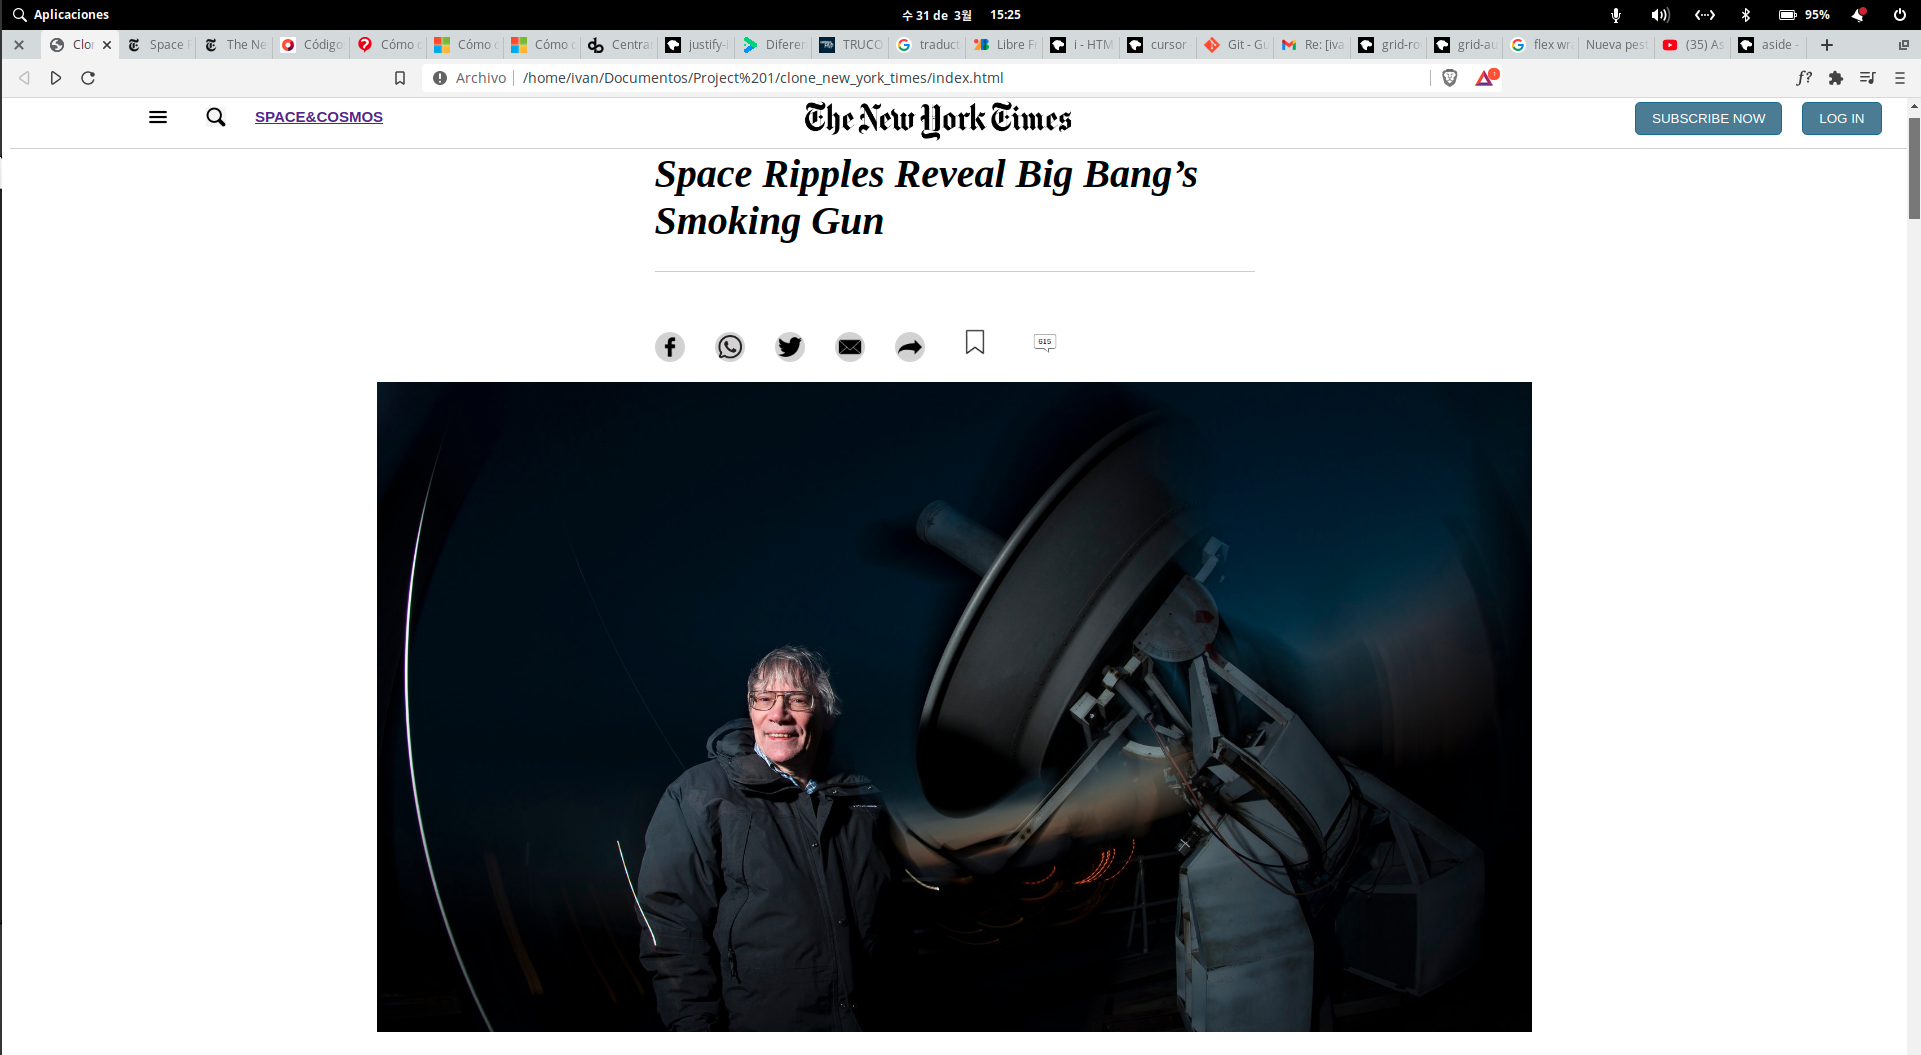 Aplicaciones
수 31 de 3월 15:25
95%
Clo
Space
The Ne
Código
Cómo
Cómo
Cómo
Centra
justify-
Diferen
TRUCO
traduct
Libre F
i - HTM
cursor
Git - Gu
Re: [iva
grid-ro
grid-au
flex wr
Nueva pest
(35) As
aside -
Archivo
/home/ivan/Documentos/Project%201/clone_new_york_times/index.html
f?
SPACE&COSMOS
The New York Times
SUBSCRIBE NOW
LOG IN
Space Ripples Reveal Big Bang’s
Smoking Gun
615